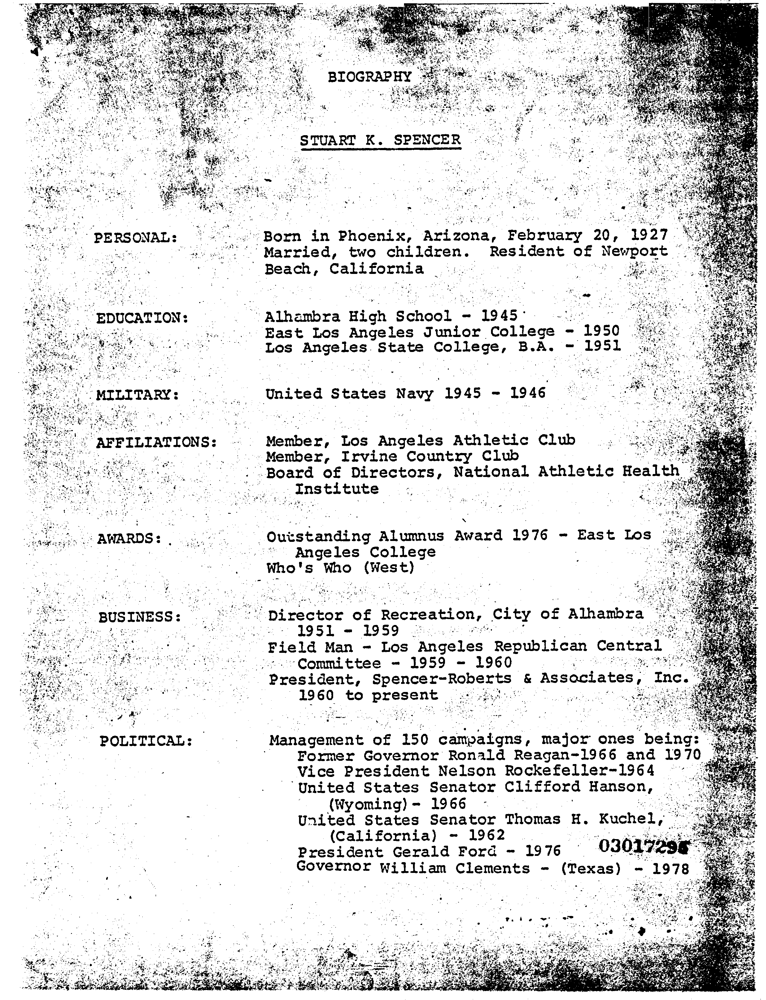 BIOGRAPHY
STUART K. SPENCER
PERSONAL: Born in Phoenix, Arizona, February 20, 1927
Married, two children. Resident of Newport
Beach, California
EDUCATION: Alhambra High School - 1945
East Los Angeles Junior College - 1950
Los Angeles State College, B.A. - 1951
MILITARY: United States Navy 1945 - 1946
AFFILIATIONS: Member, Los Angeles Athletic Club
Member, Irvine Country Club
Board of Directors, National Athletic Health
Institute
AWARDS: Outstanding Alumnus Award 1976 - East Los
Angeles College
Who's Who (West)
BUSINESS: Director of Recreation, City of Alhambra
1951 - 1959
Field Man - Los Angeles Republican Central
Committee - 1959 - 1960
President, Spencer-Roberts & Associates, Inc.
1960 to present
POLITICAL: Management of 150 campaigns, major ones being:
Former Governor Ronald Reagan-1966 and 1970
Vice President Nelson Rockefeller-1964
United States Senator Clifford Hanson,
(Wyoming) - 1966
United States Senator Thomas H. Kuchel,
(California) - 1962
President Gerald Ford - 1976
Governor William Clements - (Texas) - 1978